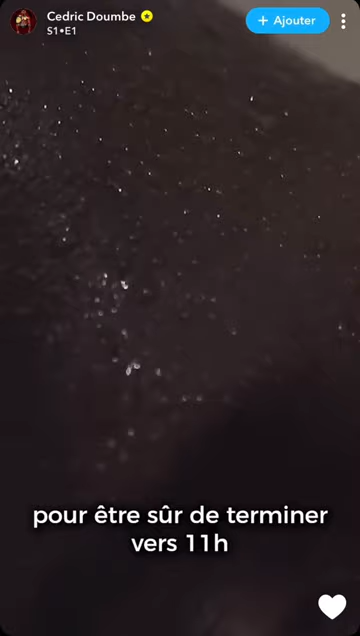 Cedric Doumbe
S1•E1
+ Ajouter
pour être sûr de terminer
vers 11h